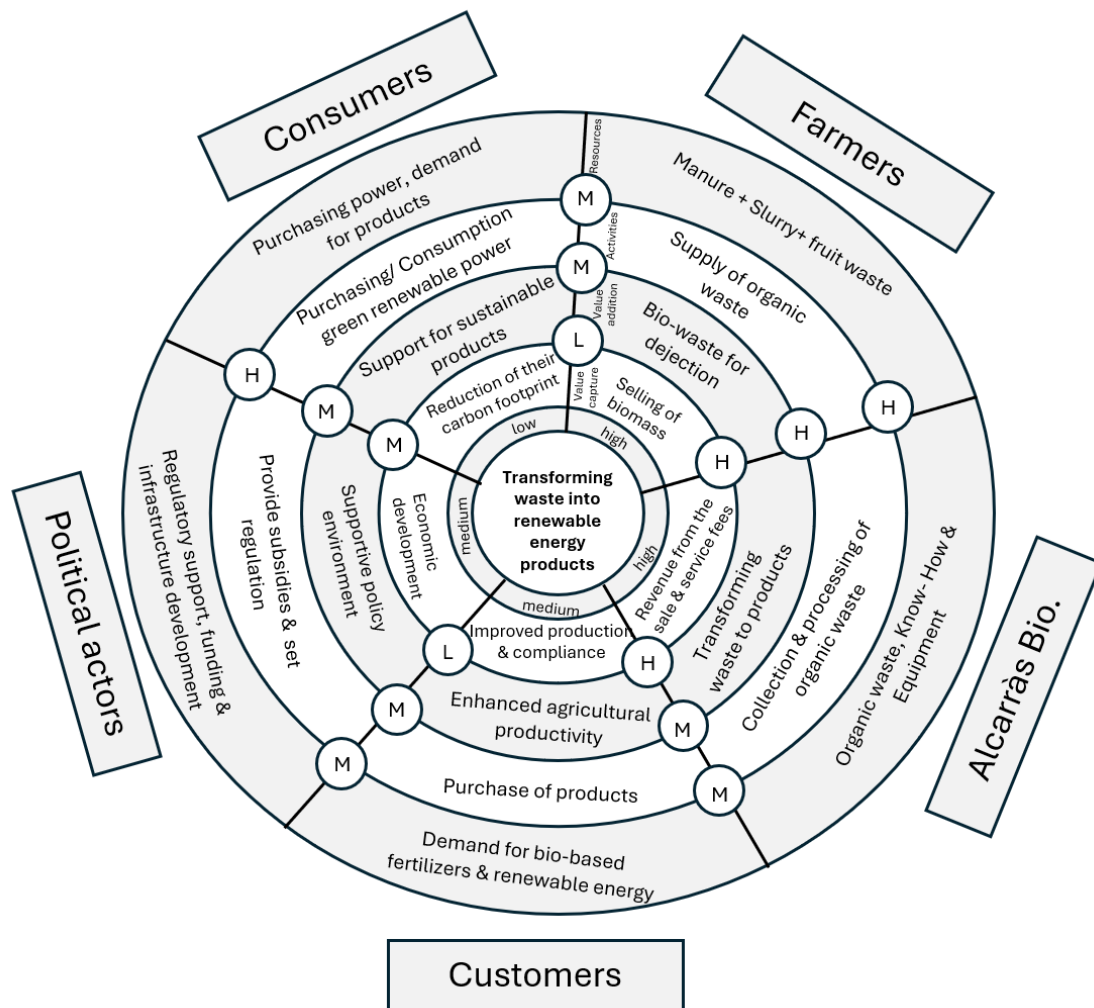 Consumers
Farmers
Resources
Purchasing power, demand
for products
Manure + Slurry+ fruit waste
M
Activities
Purchasing/ Consumption
green renewable power
Supply of organic
waste
M
Value
addition
Support for sustainable
products
Bio-waste for
dejection
L
Value
capture
Reduction of their
carbon footprint
Selling of
biomass
H
M
M
H
H
H
low
high
Transforming
waste into
renewable
energy
products
medium
high
medium
Political actors
Regulatory support, funding &
infrastructure development
Provide subsidies & set
regulation
Supportive policy
environment
Economic
development
Revenue from the
sale & service fees
Transforming
waste to products
Collection & processing of
organic waste
Organic waste, Know- How &
Equipment
Alcarràs Bio.
L
Improved production
& compliance
H
M
Enhanced agricultural
productivity
M
M
Purchase of products
M
Demand for bio-based
fertilizers & renewable energy
Customers